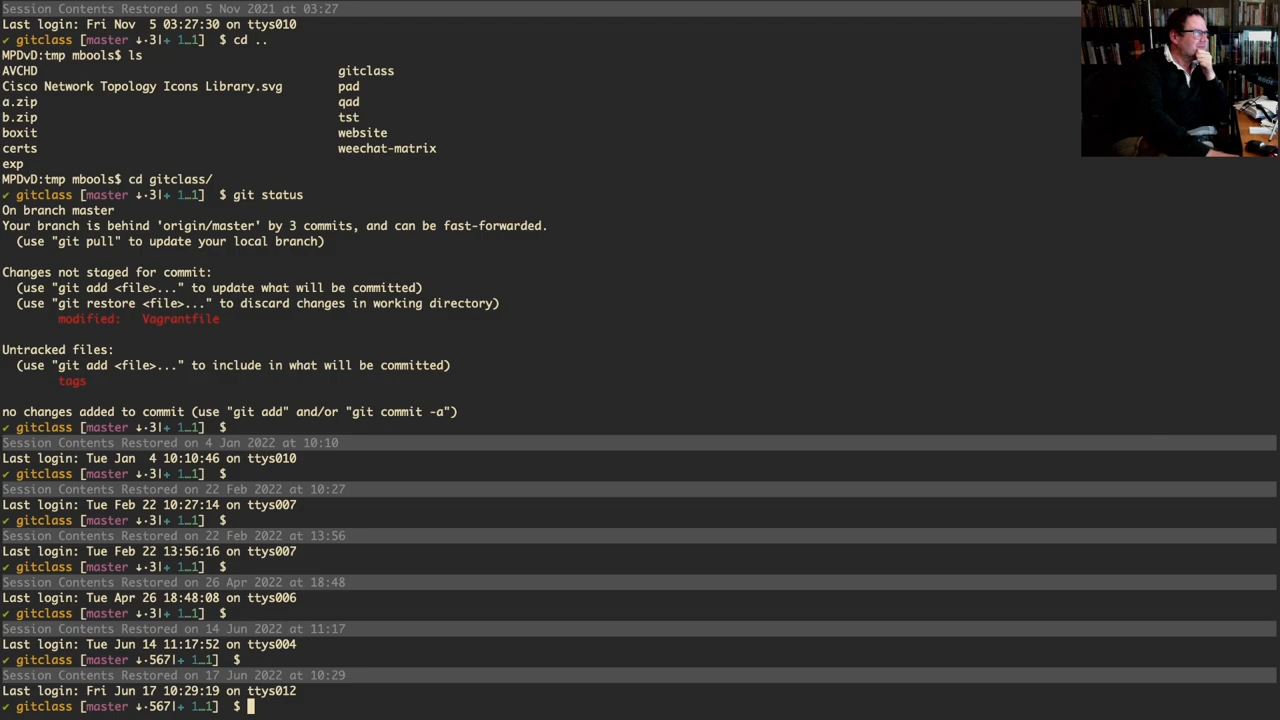 Session Contents Restored on 5 Nov 2021 at 03:27
Last login: Fri Nov  5 03:27:30 on ttys010
✔ gitclass [master ↓·3|+ 1…1]  $ cd ..
MPDvD:tmp mbools$ ls
AVCHD                                   gitclass
Cisco Network Topology Icons Library.svg        pad
a.zip                                   qad
b.zip                                   tst
boxit                                   website
certs                                   weechat-matrix
exp
MPDvD:tmp mbools$ cd gitclass/
✔ gitclass [master ↓·3|+ 1…1]  $ git status
On branch master
Your branch is behind 'origin/master' by 3 commits, and can be fast-forwarded.
  (use "git pull" to update your local branch)
Changes not staged for commit:
  (use "git add <file>..." to update what will be committed)
  (use "git restore <file>..." to discard changes in working directory)
        modified:   Vagrantfile
Untracked files:
  (use "git add <file>..." to include in what will be committed)
        tags
no changes added to commit (use "git add" and/or "git commit -a")
✔ gitclass [master ↓·3|+ 1…1]  $
Session Contents Restored on 4 Jan 2022 at 10:10
Last login: Tue Jan  4 10:10:46 on ttys010
✔ gitclass [master ↓·3|+ 1…1]  $
Session Contents Restored on 22 Feb 2022 at 10:27
Last login: Tue Feb 22 10:27:14 on ttys007
✔ gitclass [master ↓·3|+ 1…1]  $
Session Contents Restored on 22 Feb 2022 at 13:56
Last login: Tue Feb 22 13:56:16 on ttys007
✔ gitclass [master ↓·3|+ 1…1]  $
Session Contents Restored on 26 Apr 2022 at 18:48
Last login: Tue Apr 26 18:48:08 on ttys006
✔ gitclass [master ↓·3|+ 1…1]  $
Session Contents Restored on 14 Jun 2022 at 11:17
Last login: Tue Jun 14 11:17:52 on ttys004
✔ gitclass [master ↓·567|+ 1…1]  $
Session Contents Restored on 17 Jun 2022 at 10:29
Last login: Fri Jun 17 10:29:19 on ttys012
✔ gitclass [master ↓·567|+ 1…1]  $